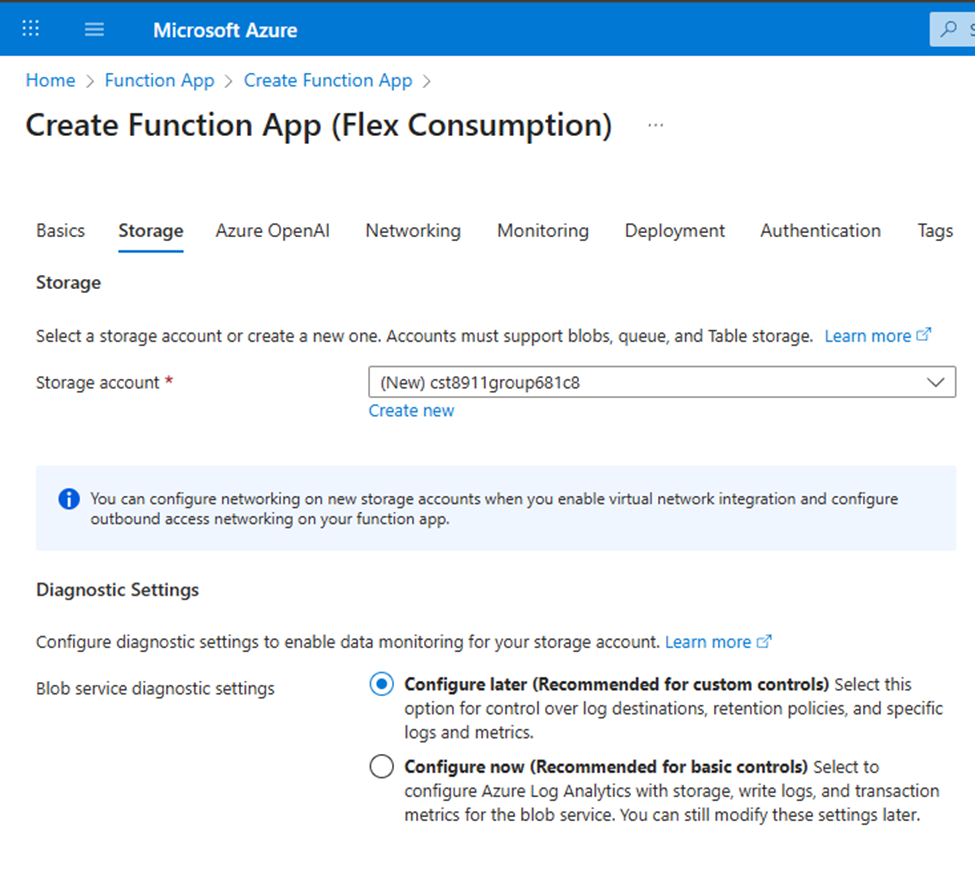 Microsoft Azure
Home > Function App > Create Function App >
Create Function App (Flex Consumption) ...
Basics Storage Azure OpenAI Networking Monitoring Deployment Authentication Tags
Storage
Select a storage account or create a new one. Accounts must support blobs, queue, and Table storage. Learn more
Storage account * (New) cst8911group681c8
Create new
You can configure networking on new storage accounts when you enable virtual network integration and configure
outbound access networking on your function app.
Diagnostic Settings
Configure diagnostic settings to enable data monitoring for your storage account. Learn more
Blob service diagnostic settings
Configure later (Recommended for custom controls) Select this
option for control over log destinations, retention policies, and specific
logs and metrics.
Configure now (Recommended for basic controls) Select to
configure Azure Log Analytics with storage, write logs, and transaction
metrics for the blob service. You can still modify these settings later.